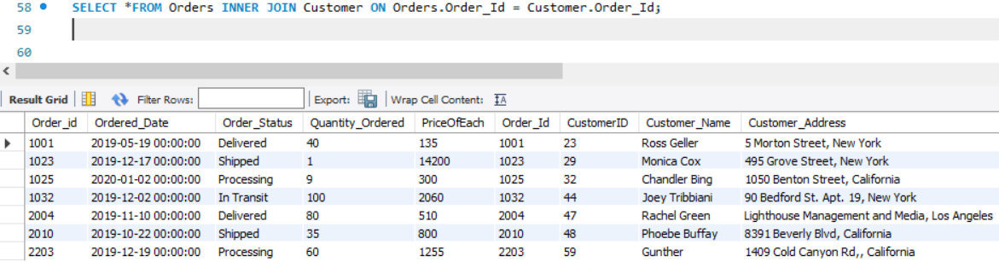 58 SELECT *FROM Orders INNER JOIN Customer ON Orders.Order_Id = Customer.Order_Id;
59
60
Result Grid Filter Rows: Export: Wrap Cell Content: IA
Order_id Ordered_Date Order_Status Quantity_Ordered PriceOfEach Order_Id CustomerID Customer_Name Customer_Address
1001 2019-05-19 00:00:00 Delivered 40 135 1001 23 Ross Geller 5 Morton Street, New York
1023 2019-12-17 00:00:00 Shipped 1 14200 1023 29 Monica Cox 495 Grove Street, New York
1025 2020-01-02 00:00:00 Processing 9 300 1025 32 Chandler Bing 1050 Benton Street, California
1032 2019-12-02 00:00:00 In Transit 100 2060 1032 44 Joey Tribbiani 90 Bedford St. Apt. 19, New York
2004 2019-11-10 00:00:00 Delivered 80 510 2004 47 Rachel Green Lighthouse Management and Media, Los Angeles
2010 2019-10-22 00:00:00 Shipped 35 800 2010 48 Phoebe Buffay 8391 Beverly Blvd, California
2203 2019-12-19 00:00:00 Processing 60 1255 2203 59 Gunther 1409 Cold Canyon Rd,, California